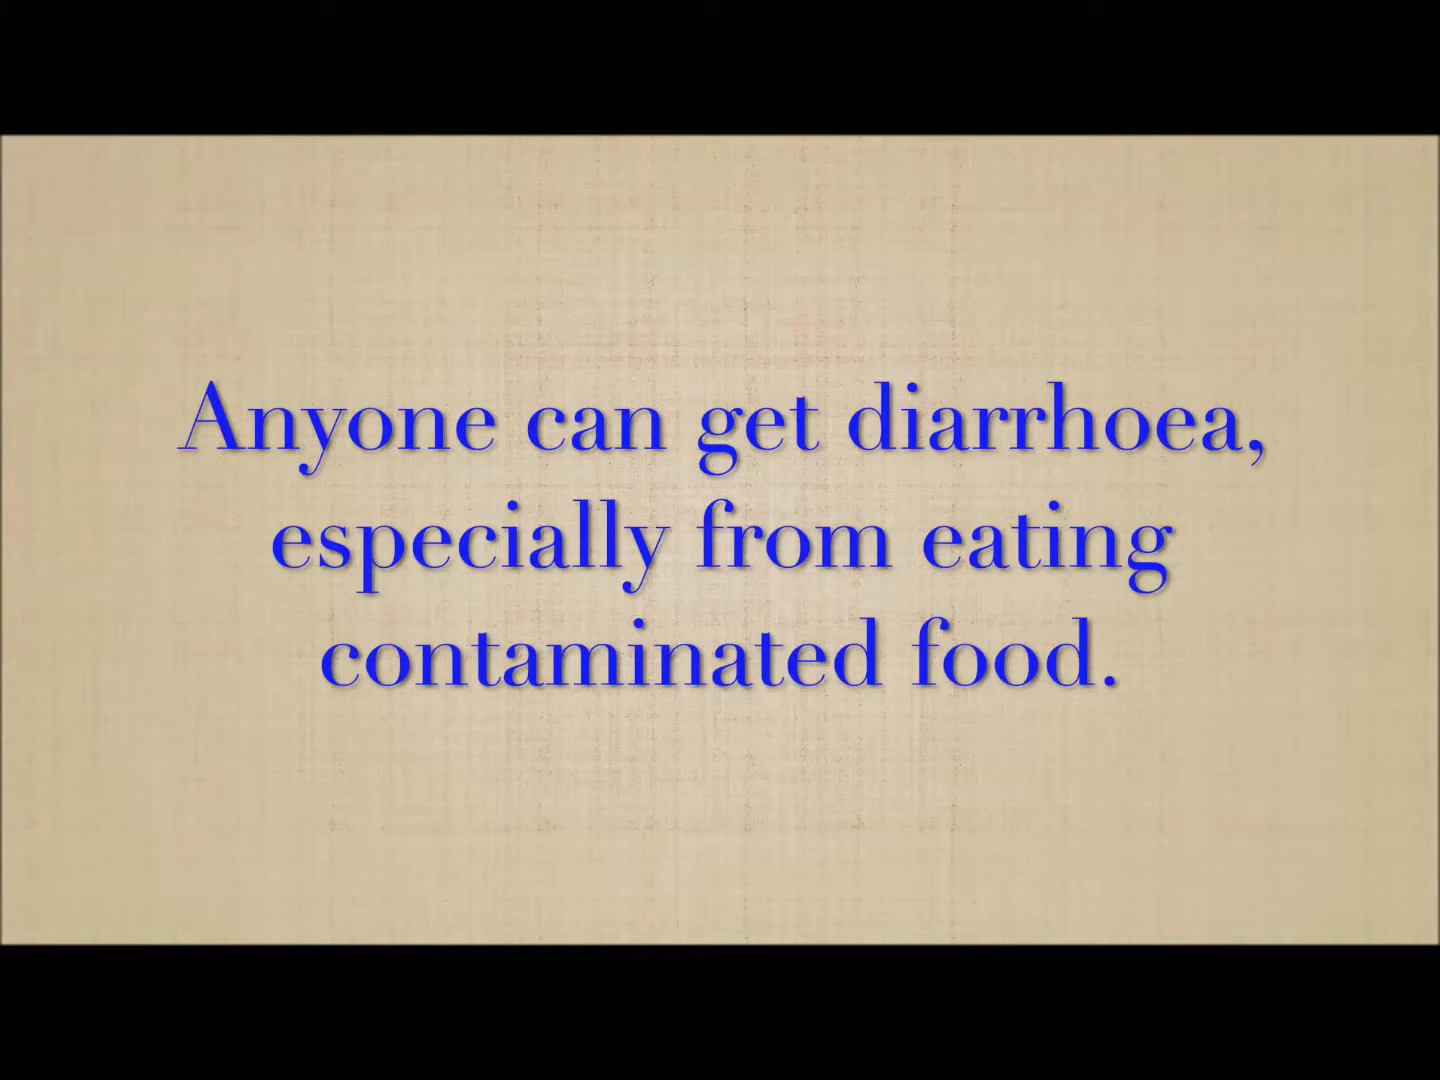 Anyone can get diarrhoea,
especially from eating
contaminated food.